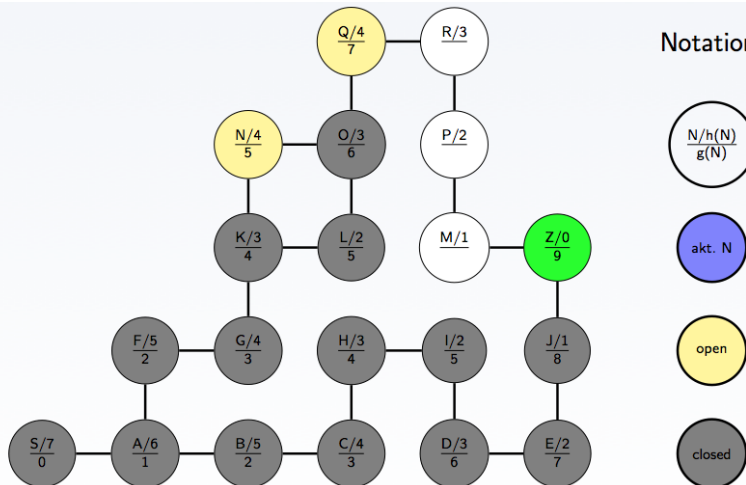 Q/4
7
R/3
Notation
N/4
5
O/3
6
P/2
N/h(N)
g(N)
K/3
4
L/2
5
M/1
Z/0
9
akt. N
F/5
2
G/4
3
H/3
4
I/2
5
J/1
8
open
S/7
0
A/6
1
B/5
2
C/4
3
D/3
6
E/2
7
closed